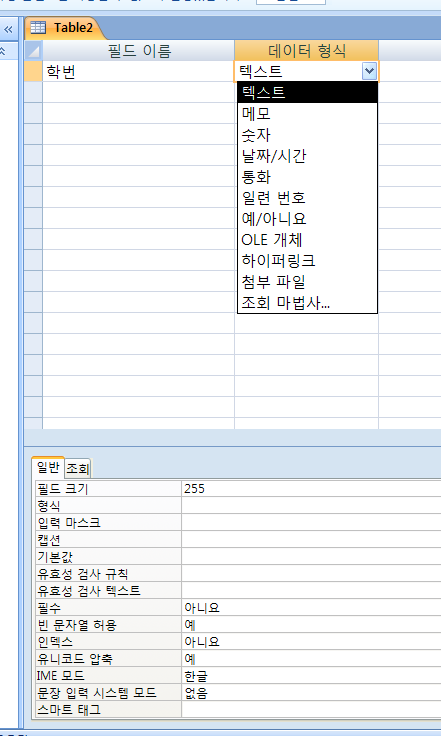 Table2
필드 이름 데이터 형식
학번 텍스트
텍스트
메모
숫자
날짜/시간
통화
일련 번호
예/아니요
OLE 개체
하이퍼링크
첨부 파일
조회 마법사...
일반 조회
필드 크기 255
형식
입력 마스크
캡션
기본값
유효성 검사 규칙
유효성 검사 텍스트
필수 아니요
빈 문자열 허용 예
인덱스 아니요
유니코드 압축 예
IME 모드 한글
문장 입력 시스템 모드 없음
스마트 태그